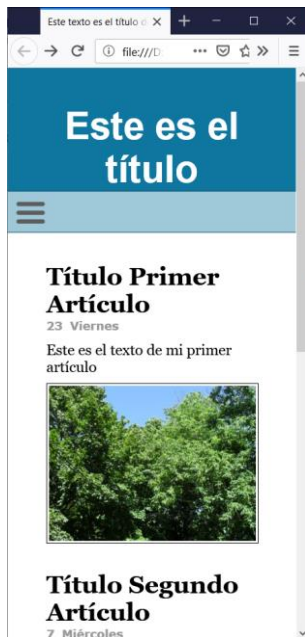 Este texto es el título d
file:///D
Este es el
título
Título Primer
Artículo
23 Viernes
Este es el texto de mi primer
artículo
Título Segundo
Artículo
7 Miércoles